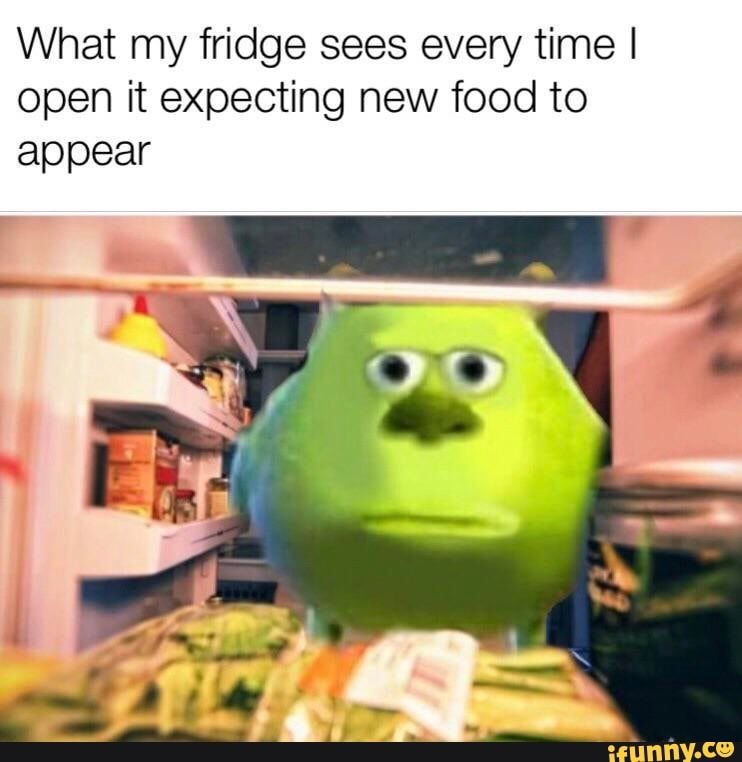 What my fridge sees every time I
open it expecting new food to
appear
ifunny.co